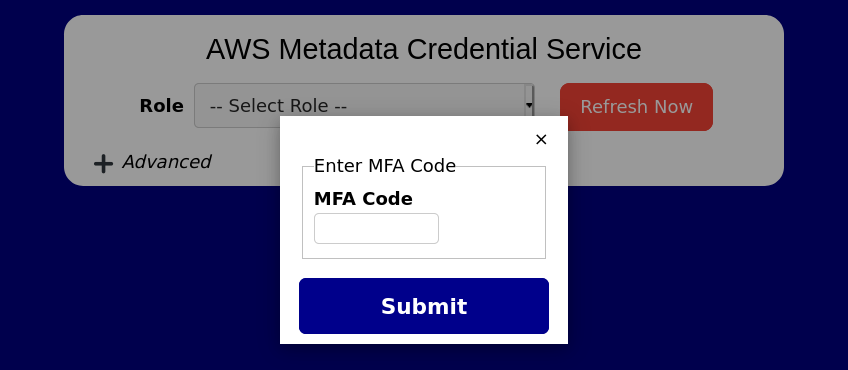 AWS Metadata Credential Service
Role
-- Select Role --
Refresh Now
Advanced
×
Enter MFA Code
MFA Code
Submit